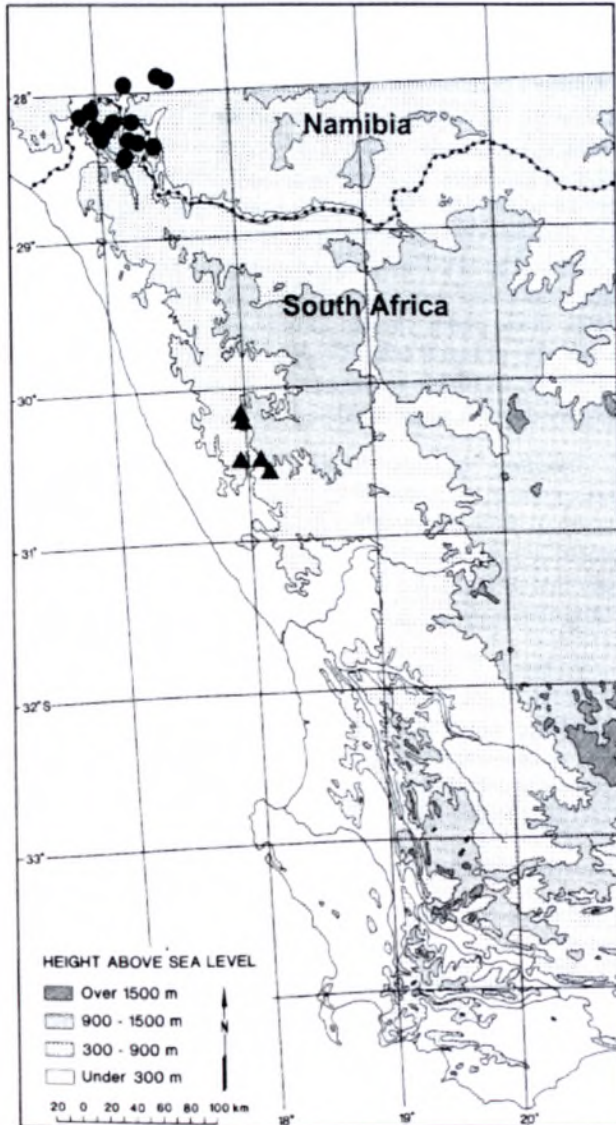 28°
Namibia
29°
South Africa
30°
31°
32°S
33°
HEIGHT ABOVE SEA LEVEL
Over 1500 m
900 - 1500 m
N
300 - 900 m
Under 300 m
20 0 20 40 60 80 100 km
18°
19°
20°